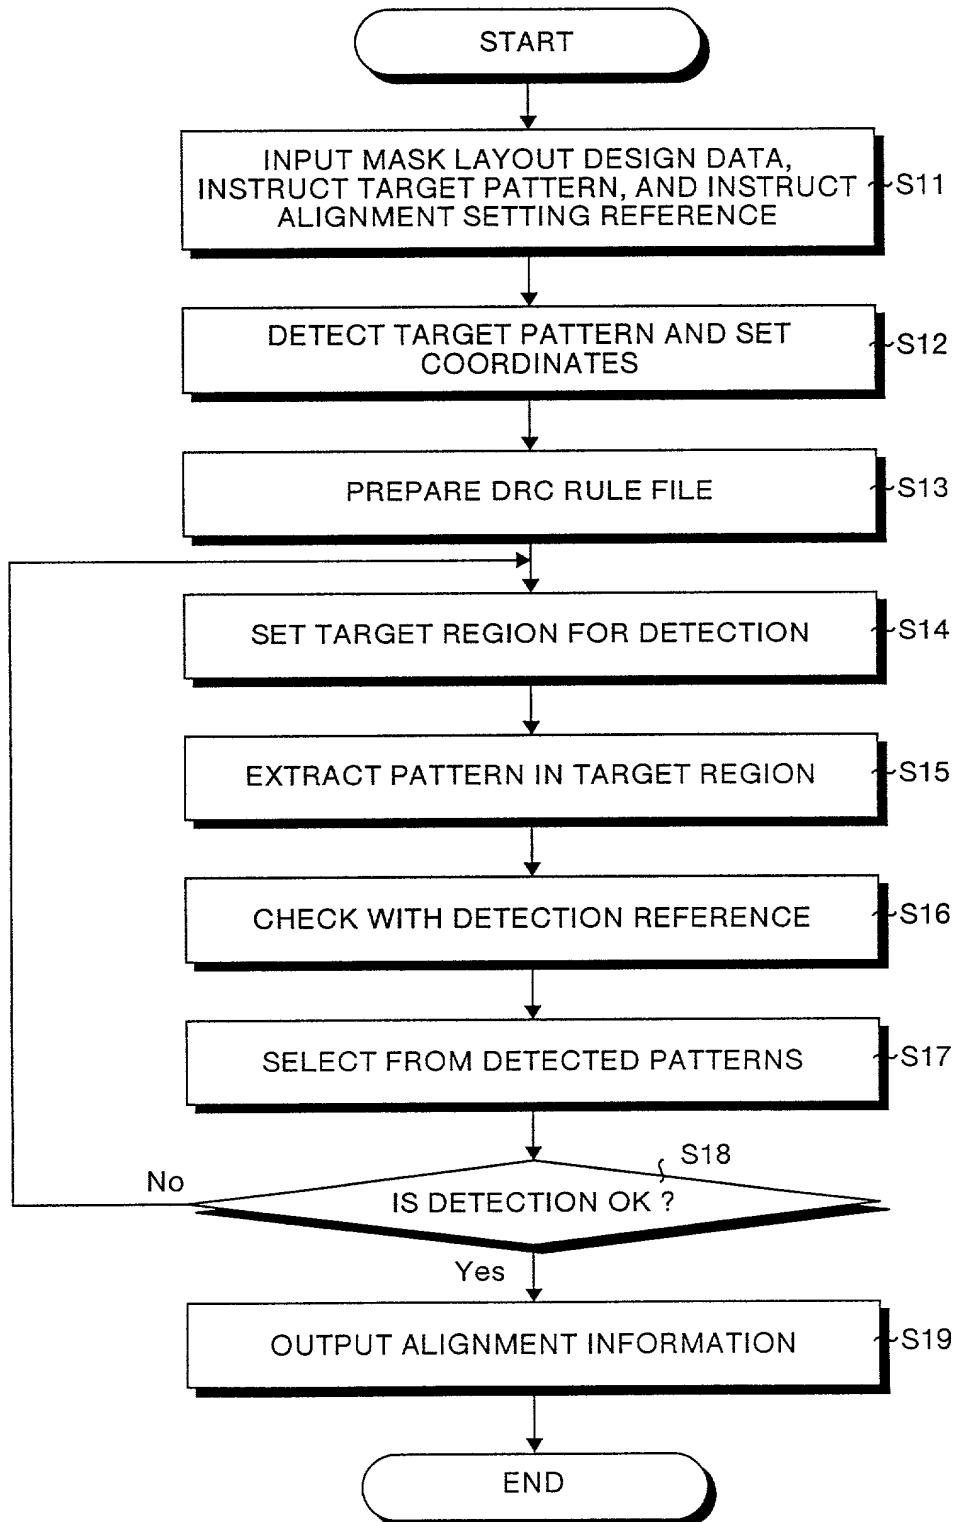 START
INPUT MASK LAYOUT DESIGN DATA,
INSTRUCT TARGET PATTERN, AND INSTRUCT
ALIGNMENT SETTING REFERENCE
S11
DETECT TARGET PATTERN AND SET
COORDINATES
S12
PREPARE DRC RULE FILE
S13
SET TARGET REGION FOR DETECTION
S14
EXTRACT PATTERN IN TARGET REGION
S15
CHECK WITH DETECTION REFERENCE
S16
SELECT FROM DETECTED PATTERNS
S17
S18
No
IS DETECTION OK ?
Yes
OUTPUT ALIGNMENT INFORMATION
S19
END